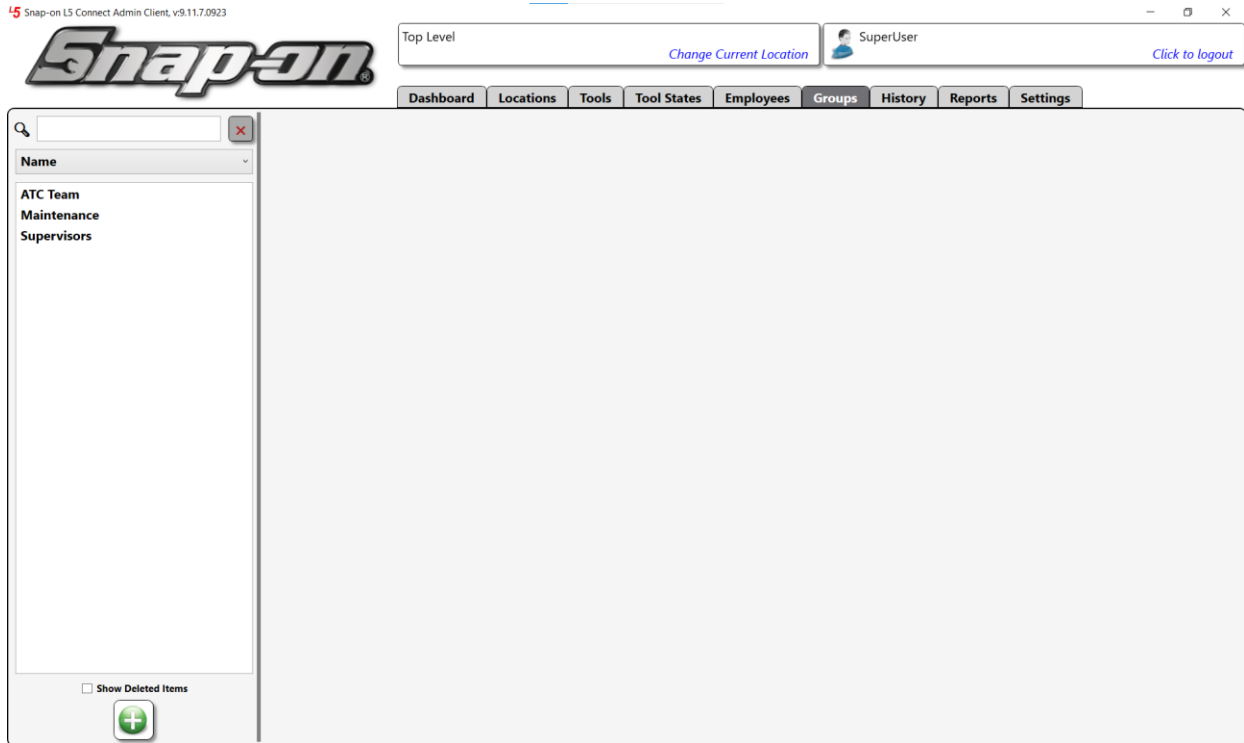 L5 Snap-on L5 Connect Admin Client, v:9.11.7.0923
Snap-on®
Top Level
Change Current Location
SuperUser
Click to logout
Dashboard Locations Tools Tool States Employees Groups History Reports Settings
Name
ATC Team
Maintenance
Supervisors
Show Deleted Items